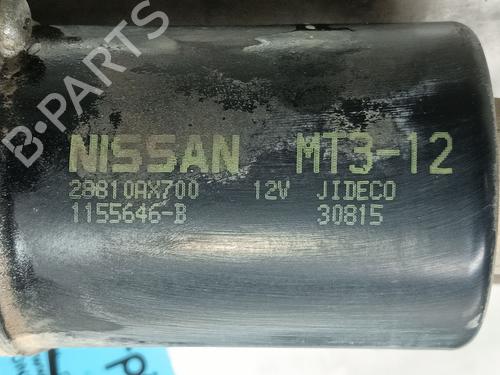 B-PARTS
NISSAN MT3-12
28810AX700 12V JIDECO
1155646-B 30815